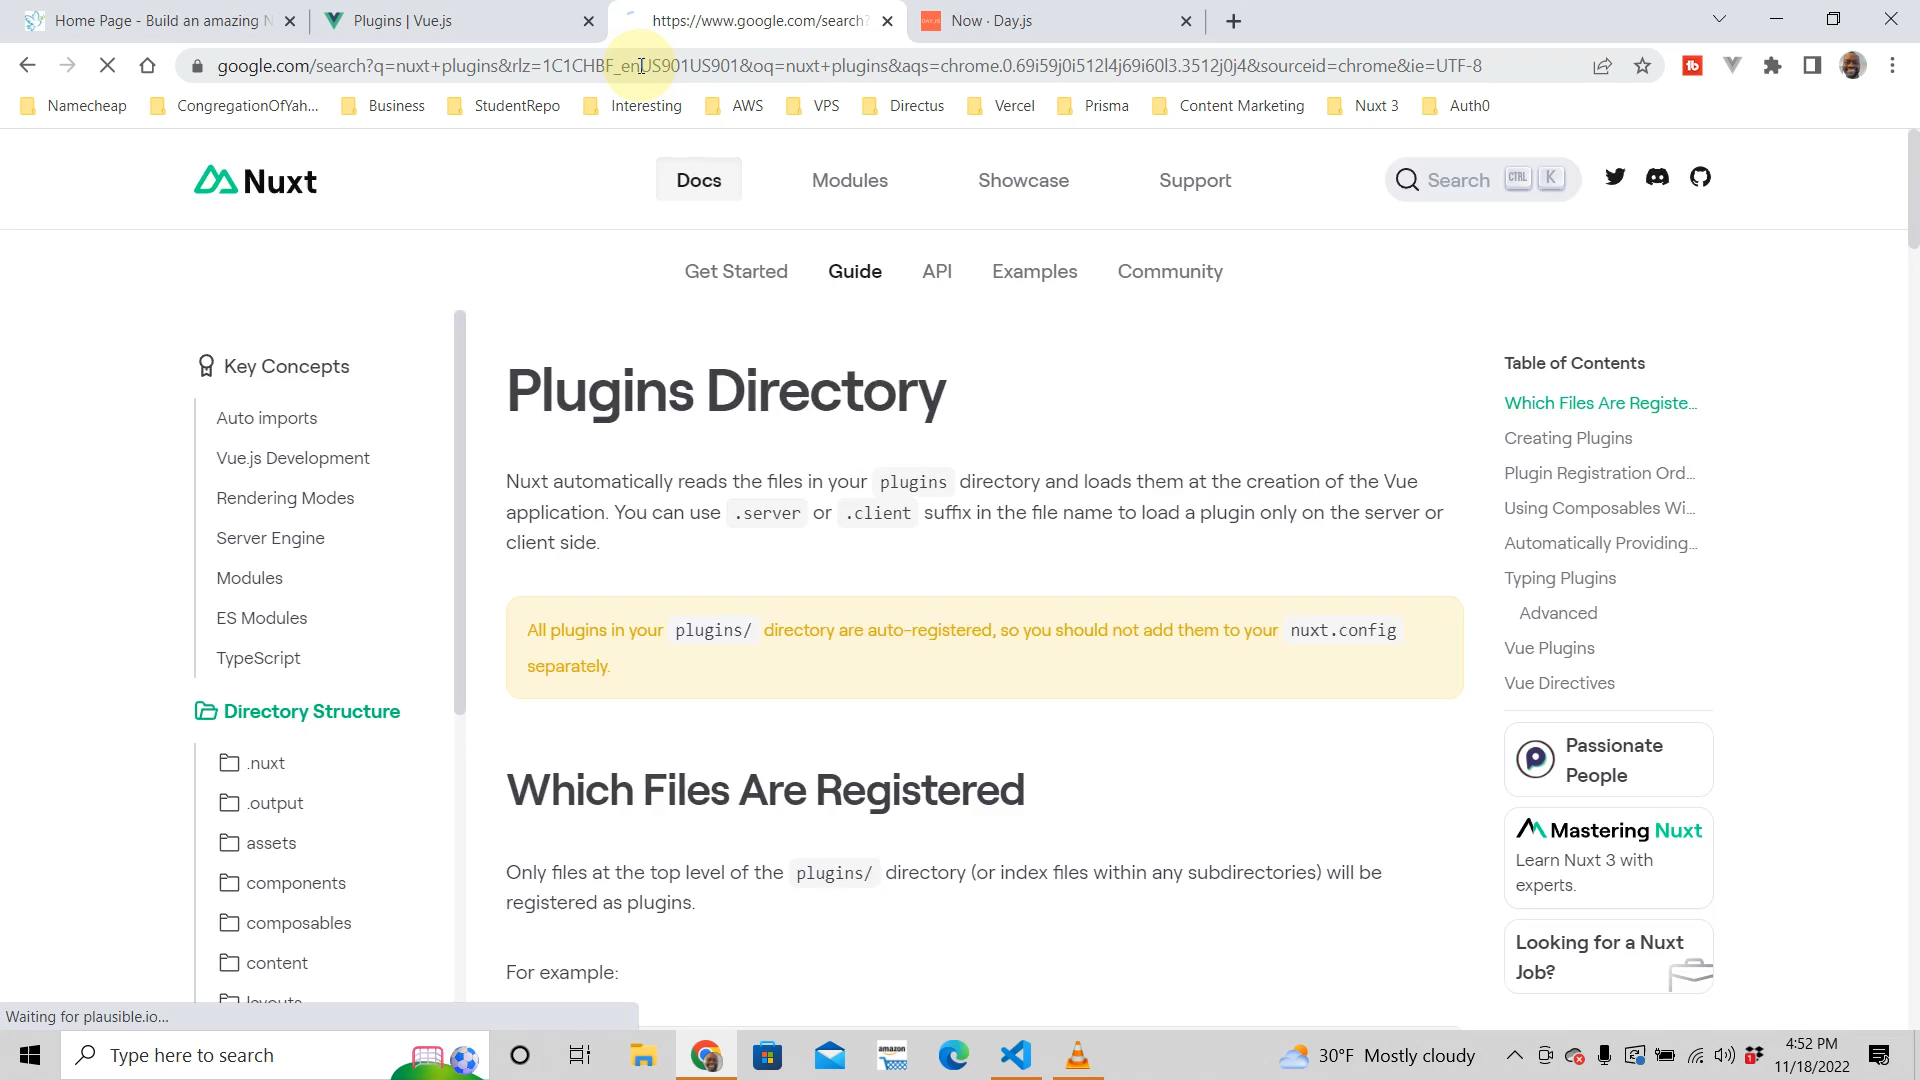 Home Page - Build an amazing N
Plugins | Vue.js
https://www.google.com/search?
Now · Day.js
google.com/search?q=nuxt+plugins&rlz=1C1CHBF_enUS901US901&oq=nuxt+plugins&aqs=chrome.0.69i59j0i512l4j69i60l3.3512j0j4&sourceid=chrome&ie=UTF-8
Namecheap
CongregationOfYah...
Business
StudentRepo
Interesting
AWS
VPS
Directus
Vercel
Prisma
Content Marketing
Nuxt 3
Auth0
Nuxt
Docs
Modules
Showcase
Support
Search CTRL K
Get Started
Guide
API
Examples
Community
Key Concepts
Auto imports
Vue.js Development
Rendering Modes
Server Engine
Modules
ES Modules
TypeScript
Directory Structure
.nuxt
.output
assets
components
composables
content
layouts
Plugins Directory
Nuxt automatically reads the files in your plugins directory and loads them at the creation of the Vue
application. You can use .server or .client suffix in the file name to load a plugin only on the server or
client side.
All plugins in your plugins/ directory are auto-registered, so you should not add them to your nuxt.config
separately.
Which Files Are Registered
Only files at the top level of the plugins/ directory (or index files within any subdirectories) will be
registered as plugins.
For example:
Table of Contents
Which Files Are Registe...
Creating Plugins
Plugin Registration Ord...
Using Composables Wi...
Automatically Providing...
Typing Plugins
Advanced
Vue Plugins
Vue Directives
Passionate
People
Mastering Nuxt
Learn Nuxt 3 with
experts.
Looking for a Nuxt
Job?
Waiting for plausible.io...
Type here to search
amazon
30°F Mostly cloudy
4:52 PM
11/18/2022